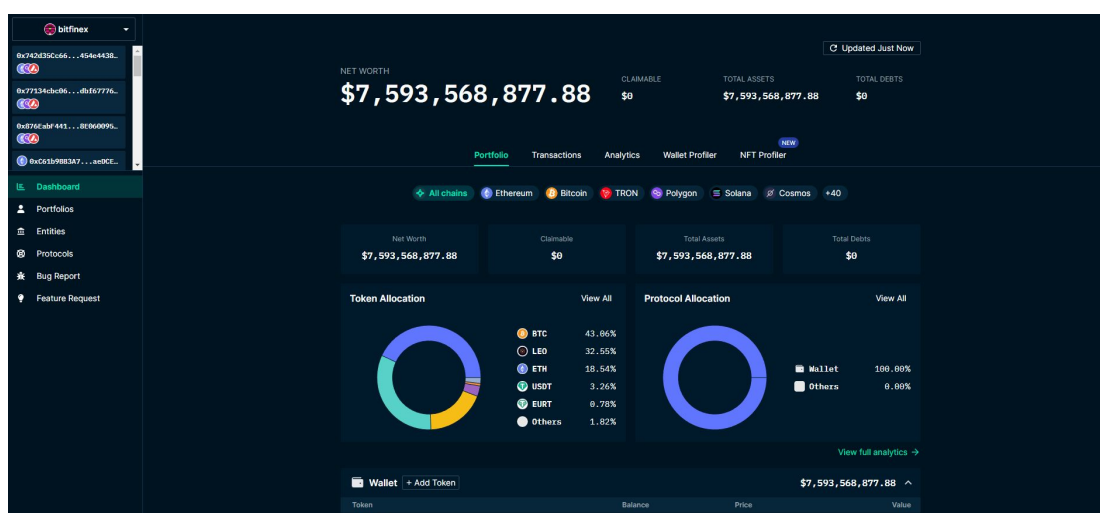 bitfinex
0x742d35Cc66...454e4438…
0x77134cbc06...dbf67776…
0x876EabF441...8E060095…
0xC61b9BB3A7...aeDCE…
Dashboard
Portfolios
Entities
Protocols
Bug Report
Feature Request
Updated Just Now
NET WORTH
$7,593,568,877.88
CLAIMABLE
$0
TOTAL ASSETS
$7,593,568,877.88
TOTAL DEBTS
$0
NEW
Portfolio Transactions Analytics Wallet Profiler NFT Profiler
All chains Ethereum Bitcoin TRON Polygon Solana Cosmos +40
Net Worth
$7,593,568,877.88
Claimable
$0
Total Assets
$7,593,568,877.88
Total Debts
$0
Token Allocation View All
BTC 43.06%
LEO 32.55%
ETH 18.54%
USDT 3.26%
EURT 0.78%
Others 1.82%
Protocol Allocation View All
Wallet 100.00%
Others 0.00%
View full analytics →
Wallet + Add Token $7,593,568,877.88
Token Balance Price Value